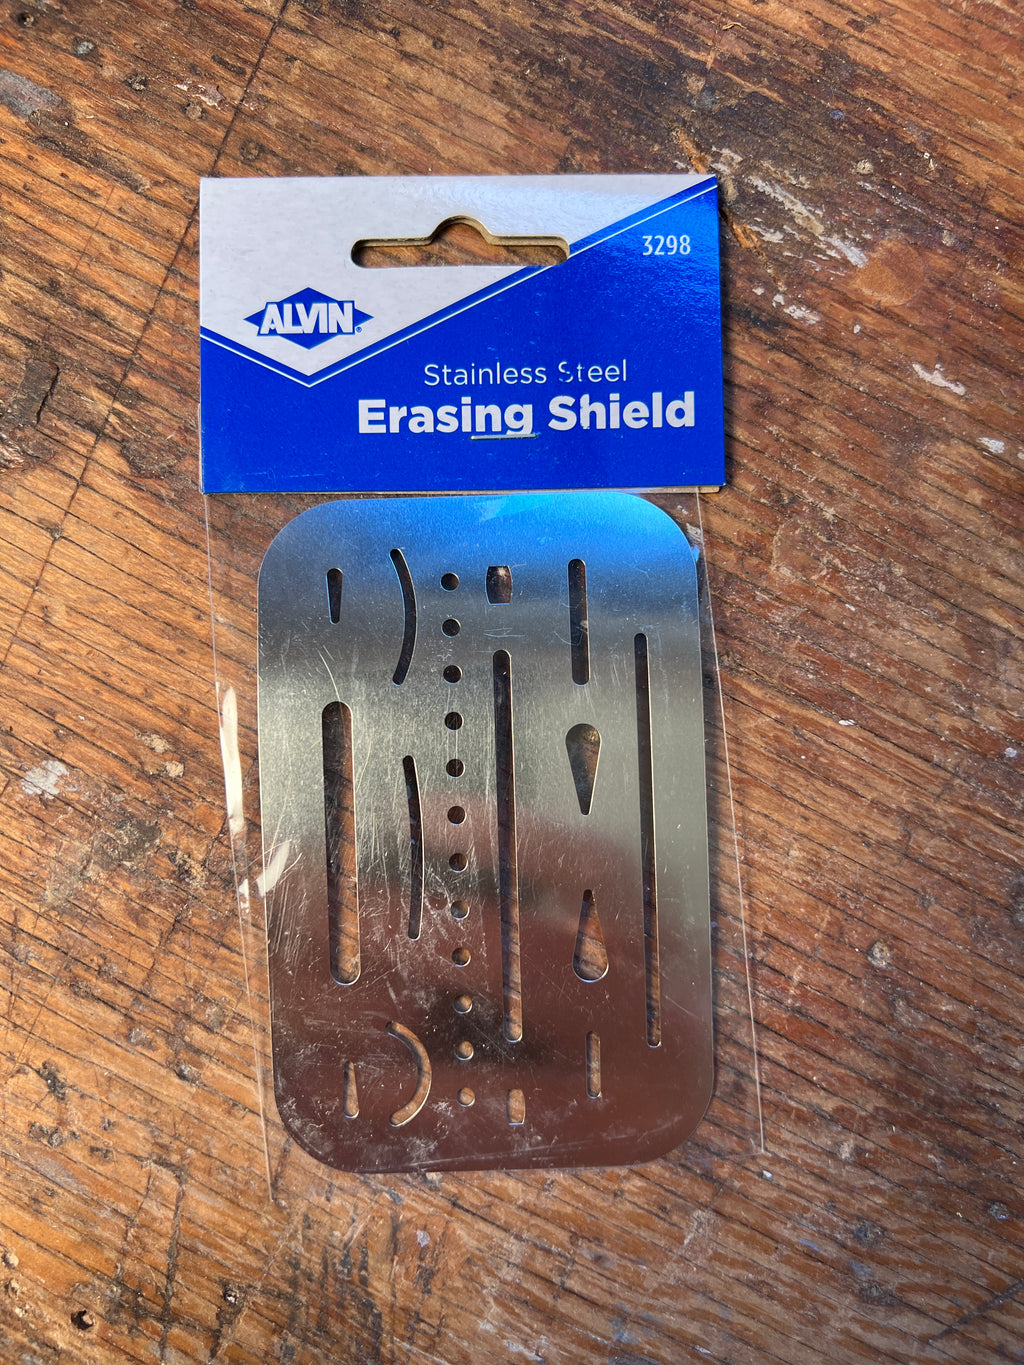 3298
ALVIN®
Stainless Steel
Erasing Shield